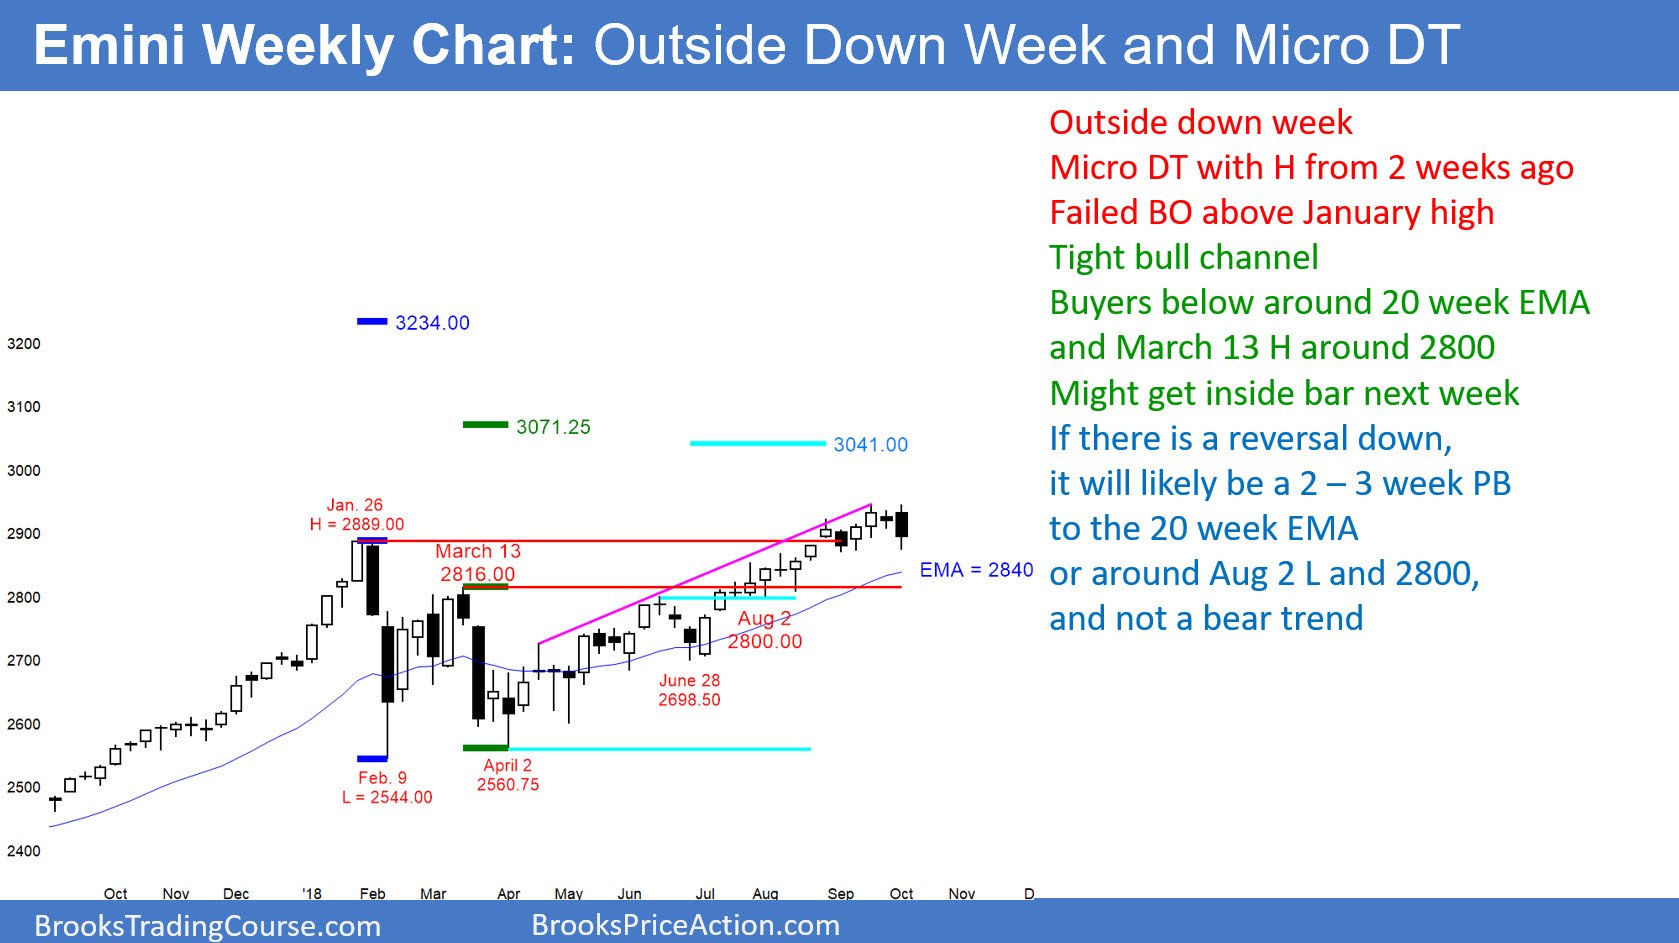 Emini Weekly Chart: Outside Down Week and Micro DT
Outside down week
Micro DT with H from 2 weeks ago
Failed BO above January high
Tight bull channel
Buyers below around 20 week EMA
and March 13 H around 2800
Might get inside bar next week
If there is a reversal down,
it will likely be a 2 – 3 week PB
to the 20 week EMA
or around Aug 2 L and 2800,
and not a bear trend
3234.00
3200
3100
3071.25
3041.00
3000
Jan. 26
H = 2889.00
2900
March 13
2816.00
EMA = 2840
2800
Aug 2
2800.00
2700
June 28
2698.50
2600
April 2
2560.75
Feb. 9
L = 2544.00
2500
2400
Oct Nov Dec '18 Feb Mar Apr May Jun Jul Aug Sep Oct Nov D
BrooksTradingCourse.com
BrooksPriceAction.com